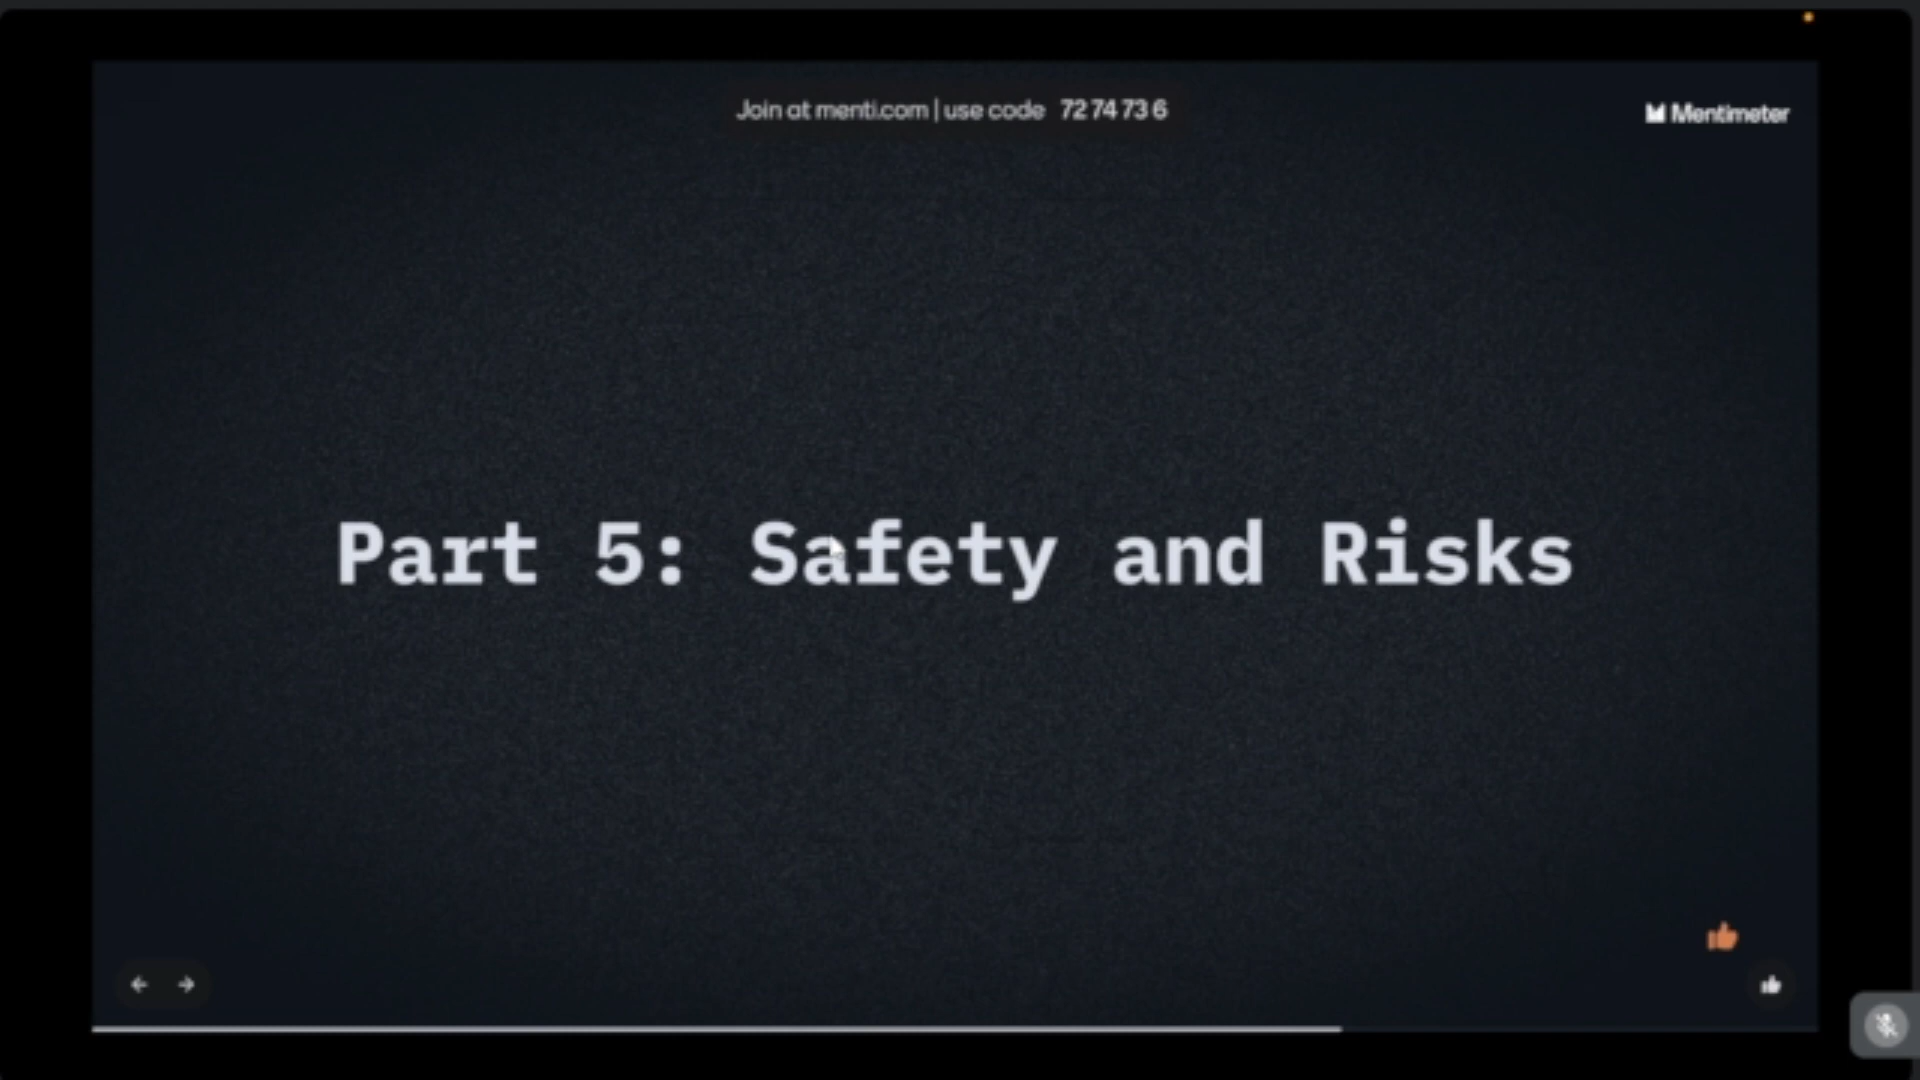 Join at menti.com | use code 72 74 73 6
Mentimeter
Part 5: Safety and Risks